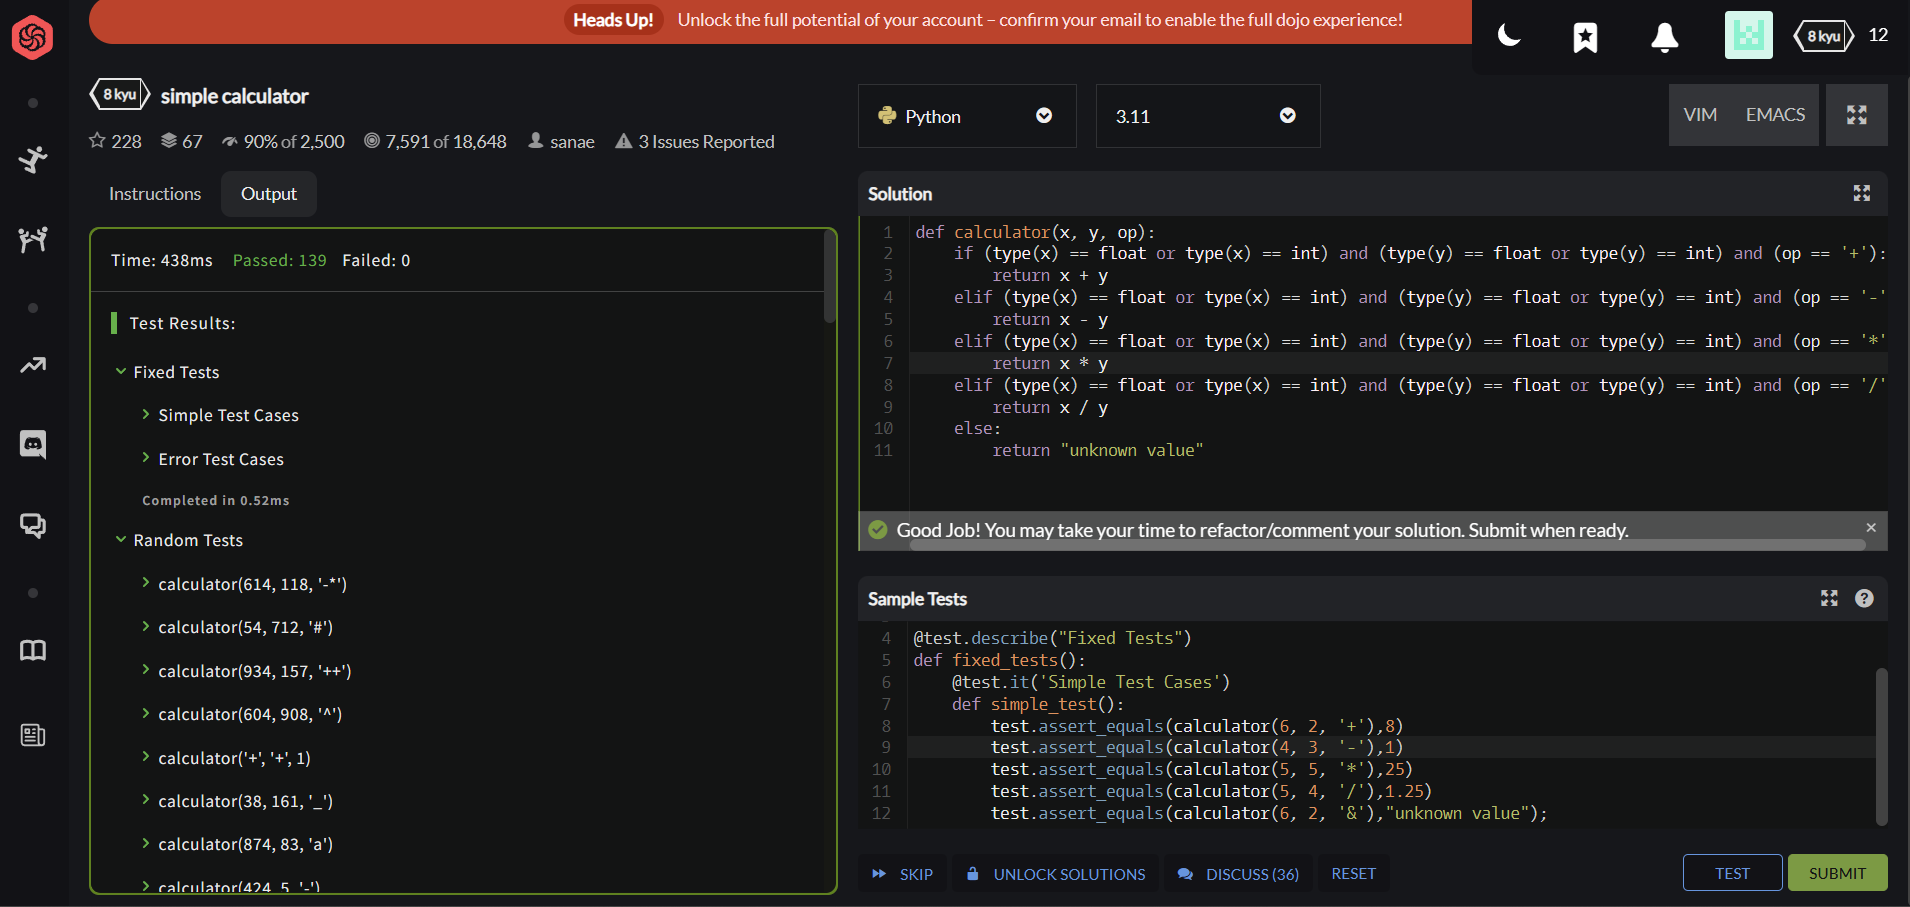 Heads Up! Unlock the full potential of your account – confirm your email to enable the full dojo experience!
8 kyu 12
8 kyu simple calculator
228 67 90% of 2,500 7,591 of 18,648 sanae 3 Issues Reported
Instructions Output
Time: 438ms Passed: 139 Failed: 0
Test Results:
Fixed Tests
Simple Test Cases
Error Test Cases
Completed in 0.52ms
Random Tests
calculator(614, 118, '-*')
calculator(54, 712, '#')
calculator(934, 157, '++')
calculator(604, 908, '^')
calculator('+', '+', 1)
calculator(38, 161, '_')
calculator(874, 83, 'a')
calculator(424, 5, '-')
Python 3.11 VIM EMACS
Solution
1 def calculator(x, y, op):
2 if (type(x) == float or type(x) == int) and (type(y) == float or type(y) == int) and (op == '+'):
3 return x + y
4 elif (type(x) == float or type(x) == int) and (type(y) == float or type(y) == int) and (op == '-'
5 return x - y
6 elif (type(x) == float or type(x) == int) and (type(y) == float or type(y) == int) and (op == '*'
7 return x * y
8 elif (type(x) == float or type(x) == int) and (type(y) == float or type(y) == int) and (op == '/'
9 return x / y
10 else:
11 return "unknown value"
Good Job! You may take your time to refactor/comment your solution. Submit when ready.
Sample Tests
4 @test.describe("Fixed Tests")
5 def fixed_tests():
6 @test.it('Simple Test Cases')
7 def simple_test():
8 test.assert_equals(calculator(6, 2, '+'),8)
9 test.assert_equals(calculator(4, 3, '-'),1)
10 test.assert_equals(calculator(5, 5, '*'),25)
11 test.assert_equals(calculator(5, 4, '/'),1.25)
12 test.assert_equals(calculator(6, 2, '&'),"unknown value");
SKIP UNLOCK SOLUTIONS DISCUSS (36) RESET TEST SUBMIT